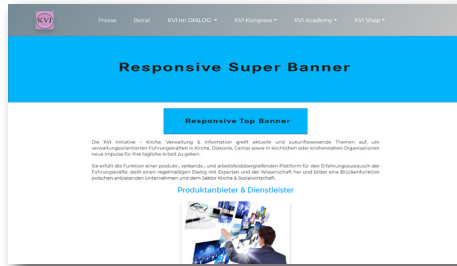 KVI
Presse Beirat KVI im DIALOG KVI Kongress KVI Academy KVI Shop
Responsive Super Banner
Responsive Top Banner
Die KVI Initiative – Kirche, Verwaltung & Information greift aktuelle und zukunftsweisende Themen auf, um
verwaltungsorientierten Führungskräften in Kirche, Diakonie, Caritas sowie in kirchlichen oder kirchennahen Organisationen
neue Impulse für ihre tägliche Arbeit zu geben.
Sie erfüllt die Funktion einer produkt-, verbands-, und arbeitsfeldübergreifenden Plattform für den Erfahrungsaustausch der
Führungskräfte, stellt einen regelmäßigen Dialog mit Experten und der Wissenschaft her und bildet eine Brückenfunktion
zwischen anbietenden Unternehmen und dem Sektor Kirche & Sozialwirtschaft.
Produktanbieter & Dienstleister